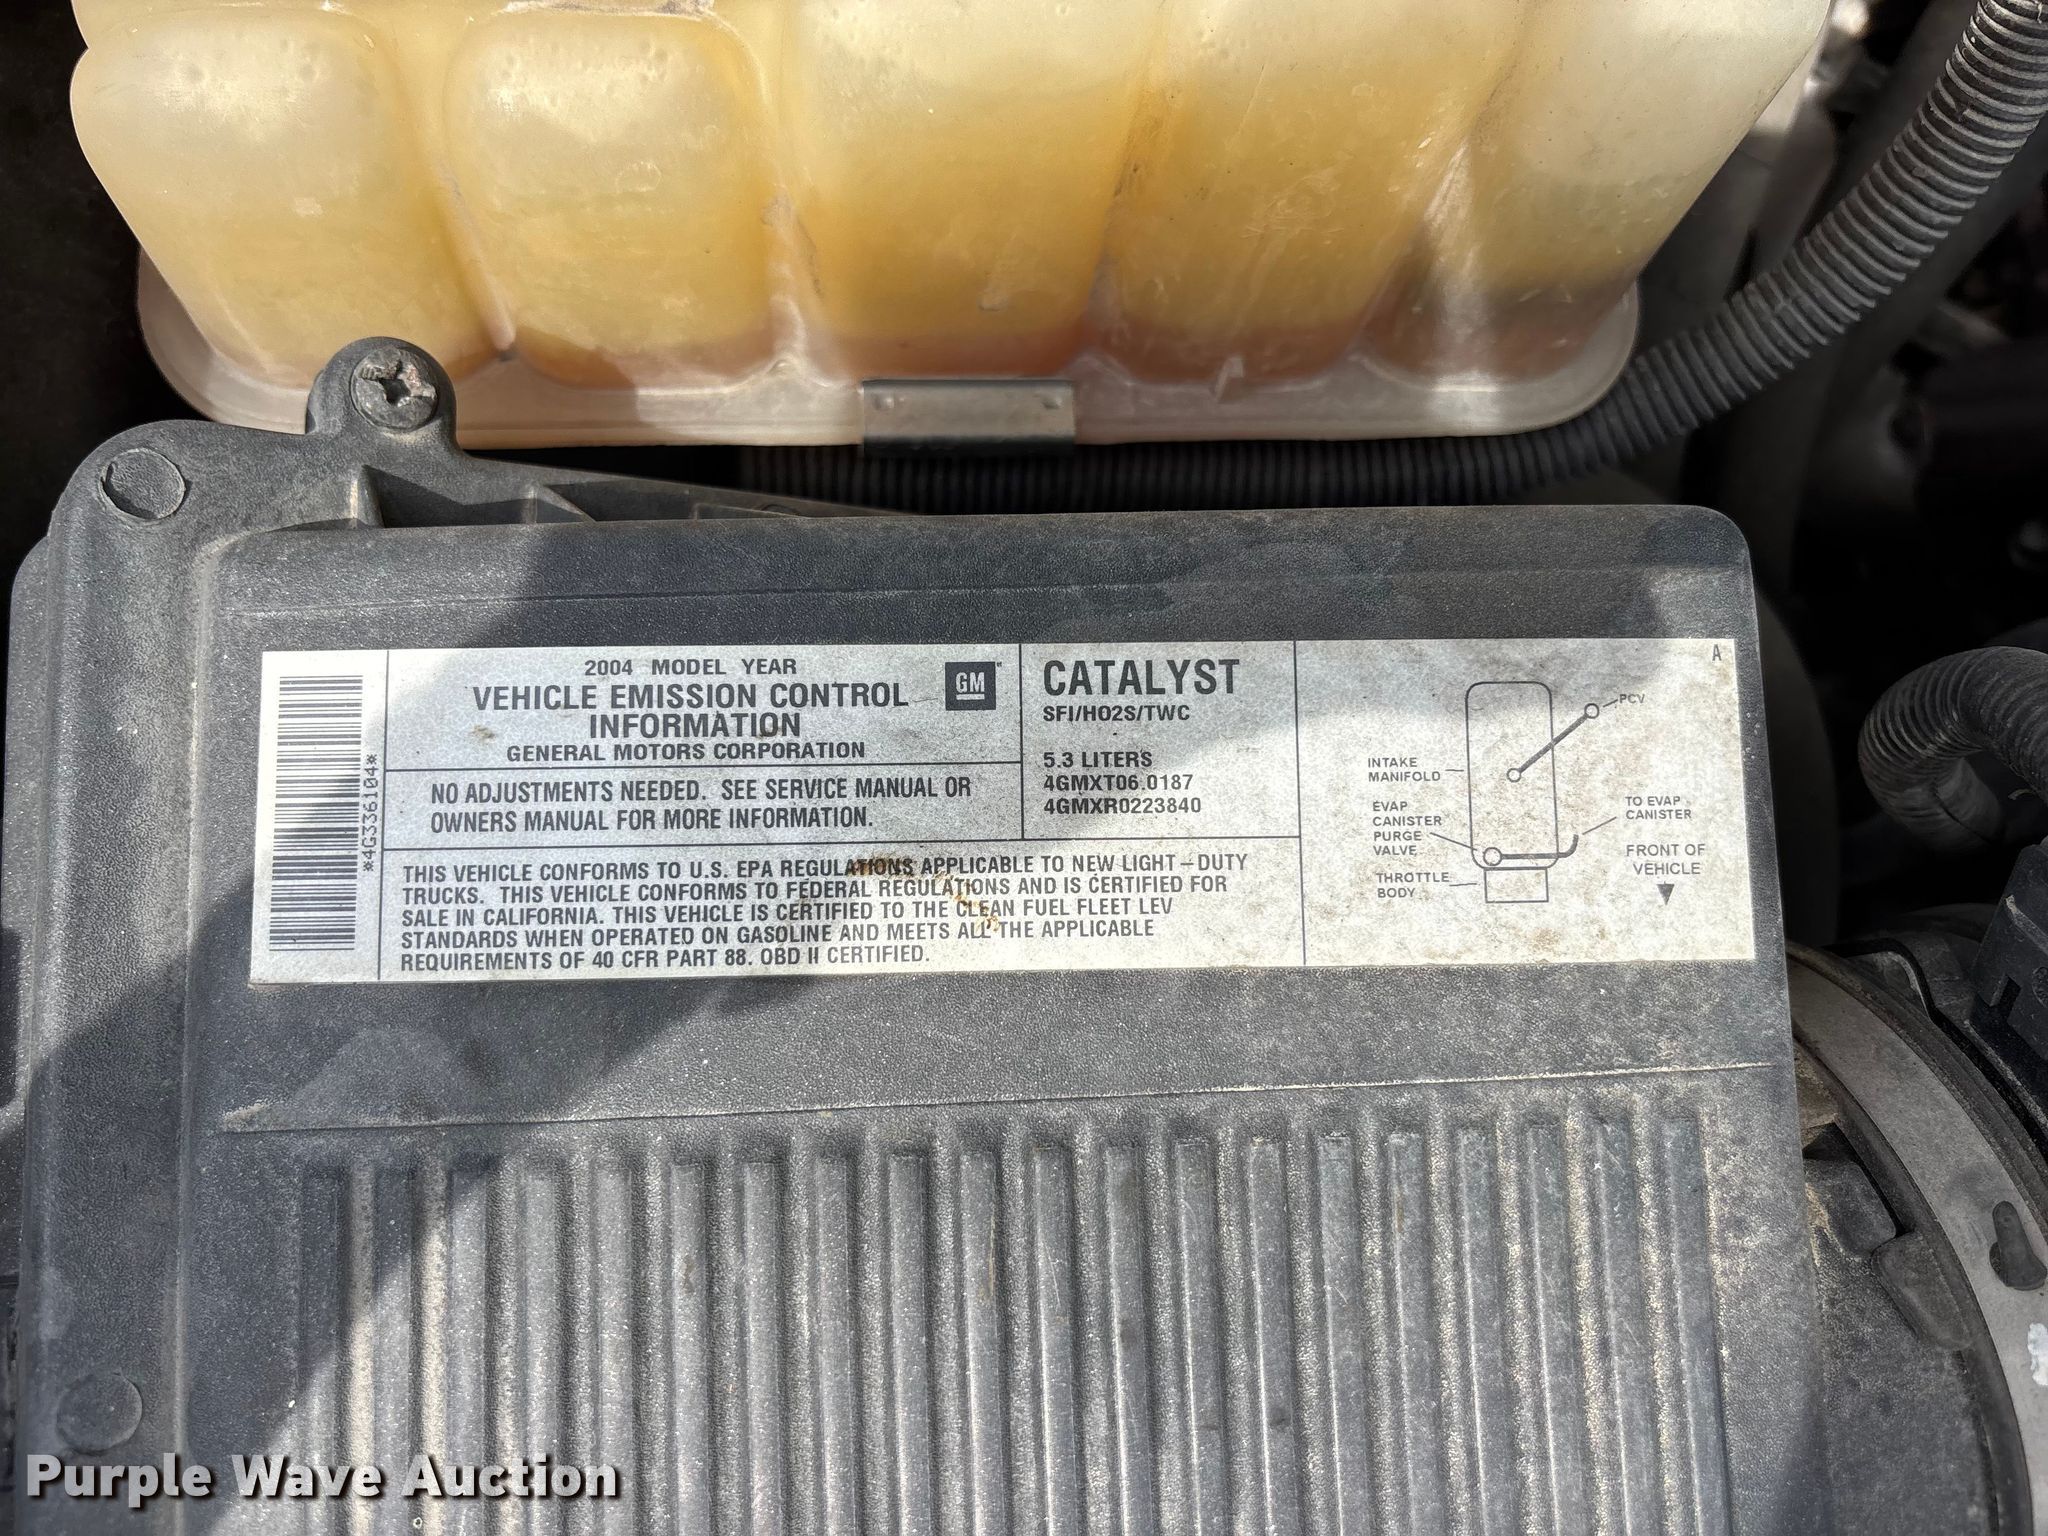 2004 MODEL YEAR
VEHICLE EMISSION CONTROL
INFORMATION
GENERAL MOTORS CORPORATION
GM
NO ADJUSTMENTS NEEDED. SEE SERVICE MANUAL OR
OWNERS MANUAL FOR MORE INFORMATION.
CATALYST
SFI/HO2S/TWC
5.3 LITERS
4GMXT06.0187
4GMXR0223840
THIS VEHICLE CONFORMS TO U.S. EPA REGULATIONS APPLICABLE TO NEW LIGHT-DUTY
TRUCKS. THIS VEHICLE CONFORMS TO FEDERAL REGULATIONS AND IS CERTIFIED FOR
SALE IN CALIFORNIA. THIS VEHICLE IS CERTIFIED TO THE CLEAN FUEL FLEET LEV
STANDARDS WHEN OPERATED ON GASOLINE AND MEETS ALL THE APPLICABLE
REQUIREMENTS OF 40 CFR PART 88. OBD II CERTIFIED.
*4G336104*
A
PCV
INTAKE
MANIFOLD
EVAP
CANISTER
PURGE
VALVE
THROTTLE
BODY
TO EVAP
CANISTER
FRONT OF
VEHICLE
Purple Wave Auction